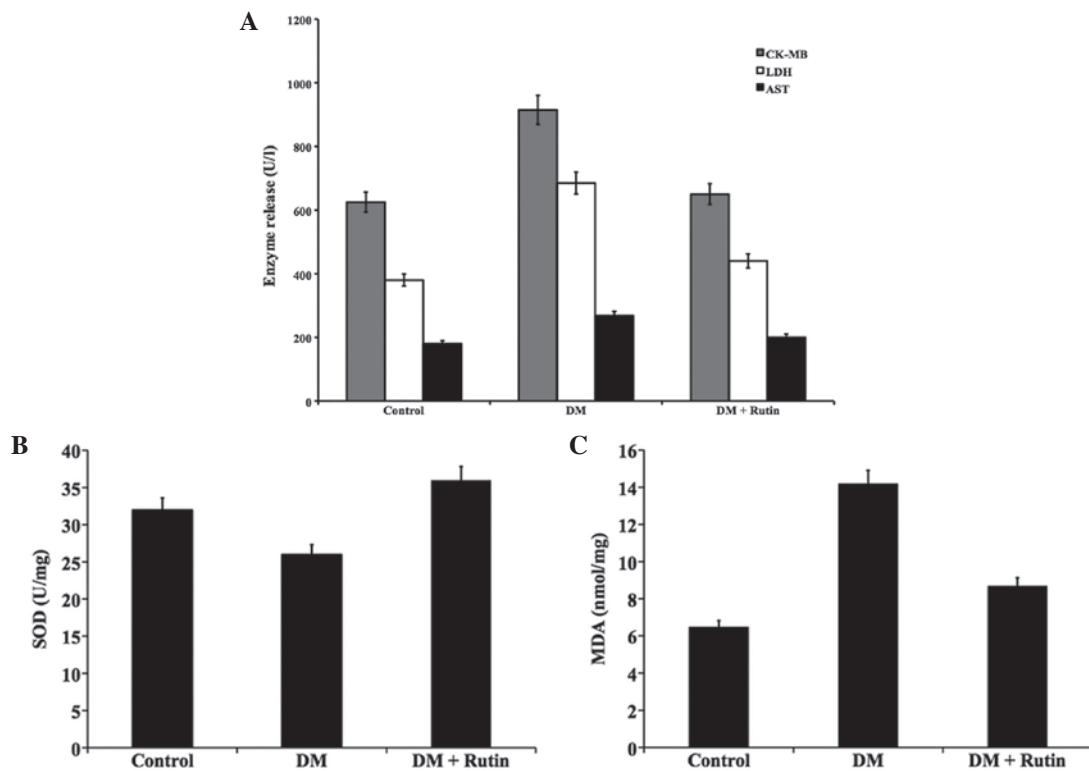 A
1200
1000
800
600
400
200
0
Enzyme release (U/l)
CK-MB
LDH
AST
Control DM DM + Rutin
B
40
35
30
25
20
15
10
5
0
SOD (U/mg)
Control DM DM + Rutin
C
16
14
12
10
8
6
4
2
0
MDA (nmol/mg)
Control DM DM + Rutin